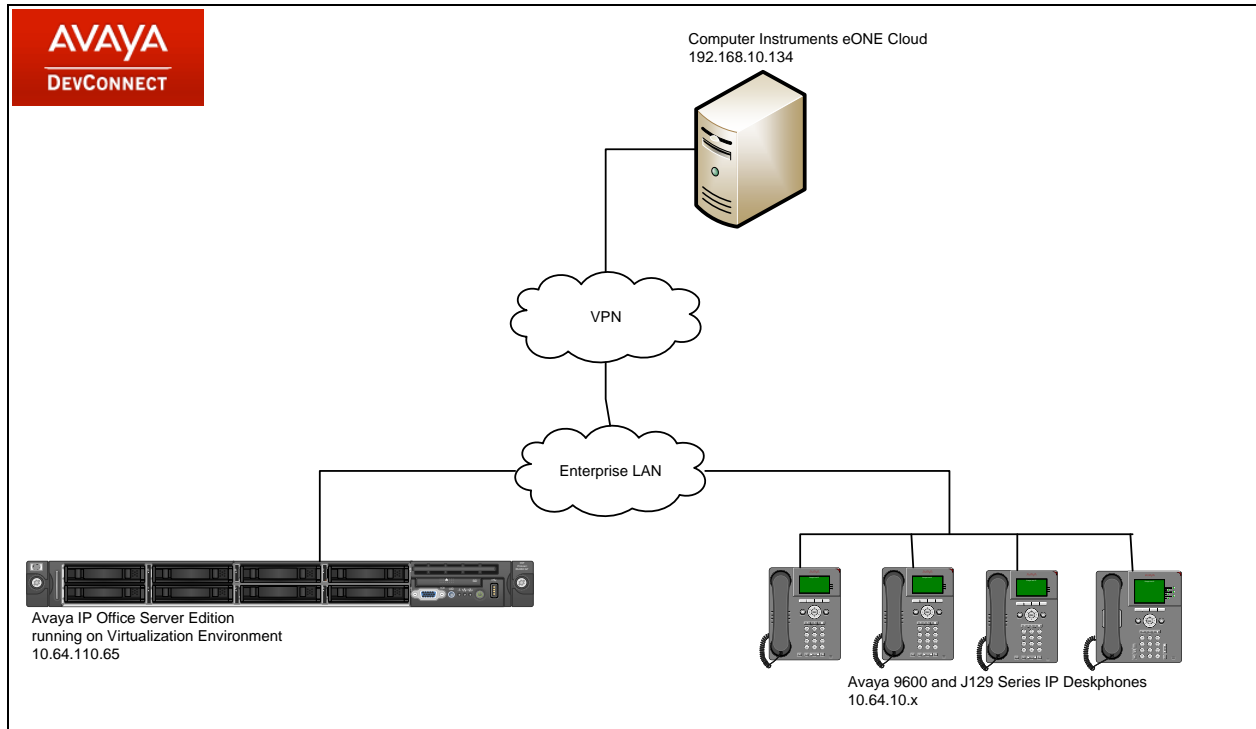 AVAYA
DEVCONNECT
Computer Instruments eONE Cloud
192.168.10.134
VPN
Enterprise LAN
Avaya IP Office Server Edition
running on Virtualization Environment
10.64.110.65
Avaya 9600 and J129 Series IP Deskphones
10.64.10.x